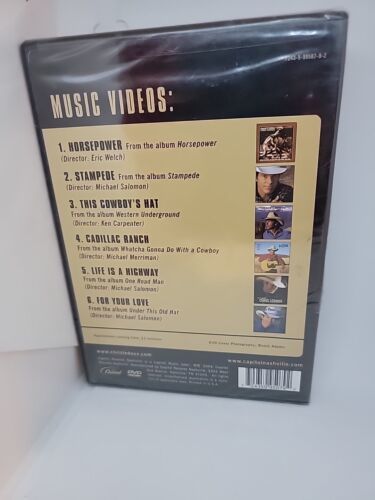 MUSIC VIDEOS:
1. HORSEPOWER From the album Horsepower
(Director: Eric Welch)
2. STAMPEDE From the album Stampede
(Director: Michael Salomon)
3. THIS COWBOY'S HAT
From the album Western Underground
(Director: Ken Carpenter)
4. CADILLAC RANCH
From the album Whatcha Gonna Do With a Cowboy
(Director: Michael Merriman)
5. LIFE IS A HIGHWAY
From the album One Road Man
(Director: Michael Salomon)
6. FOR YOUR LOVE
From the album Under This Old Hat
(Director: Michael Salomon)
www.chrisledoux.com
www.capitolnashville.com
Capitol
DVD